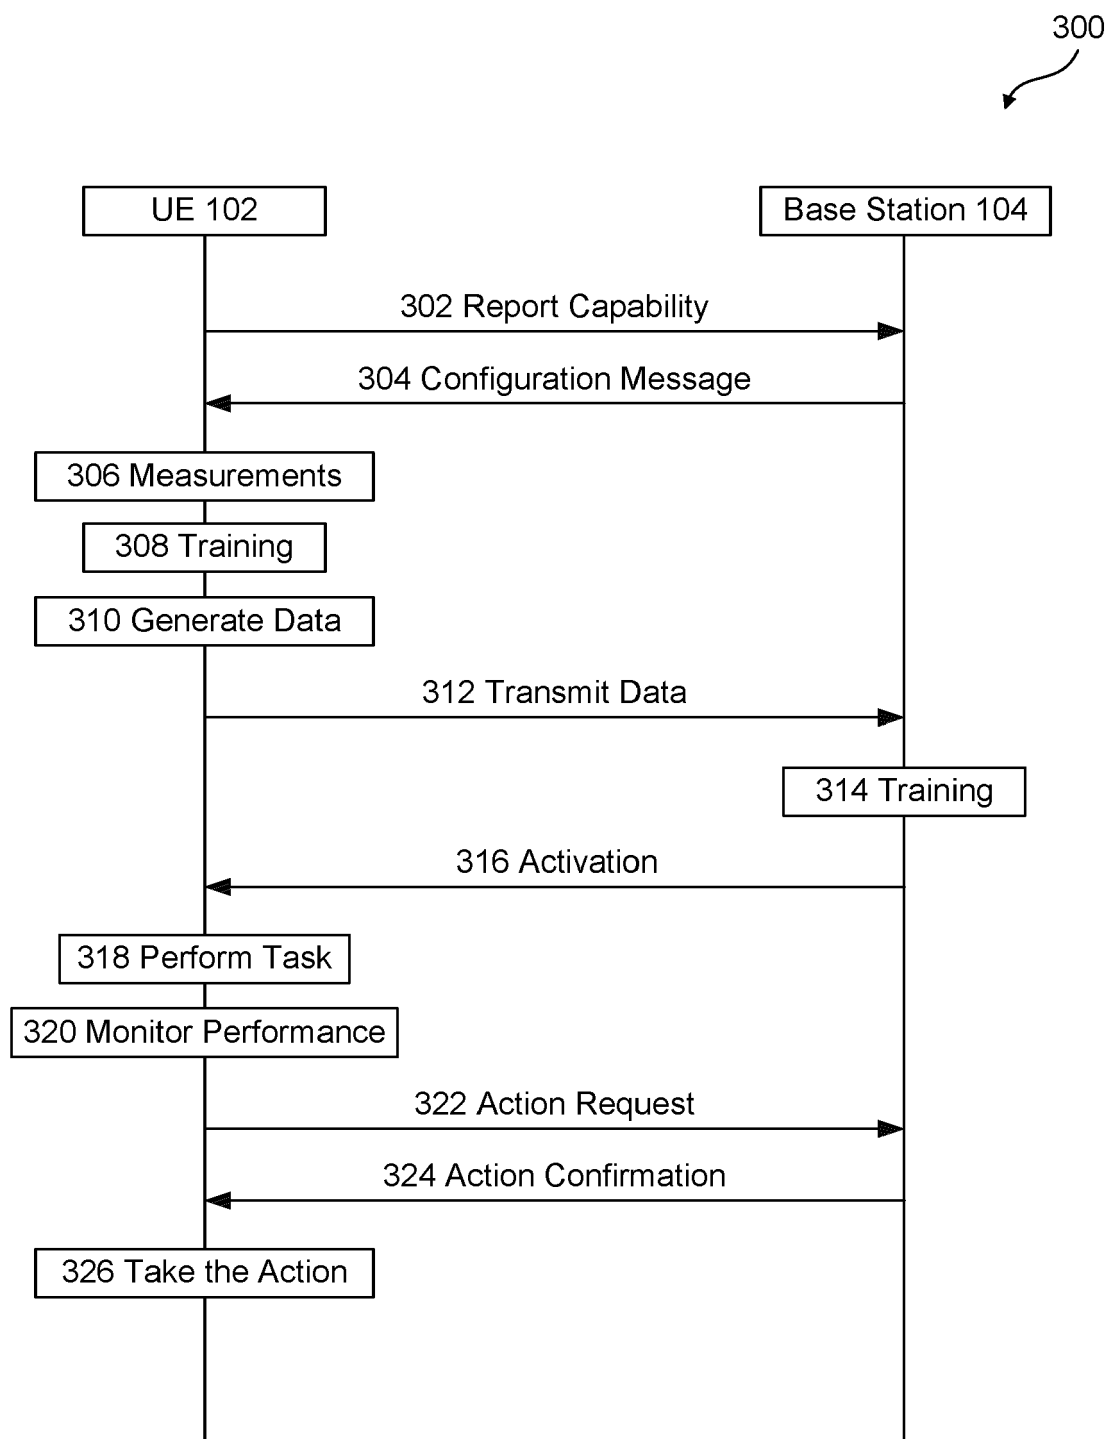 300
UE 102
Base Station 104
302 Report Capability
304 Configuration Message
306 Measurements
308 Training
310 Generate Data
312 Transmit Data
314 Training
316 Activation
318 Perform Task
320 Monitor Performance
322 Action Request
324 Action Confirmation
326 Take the Action